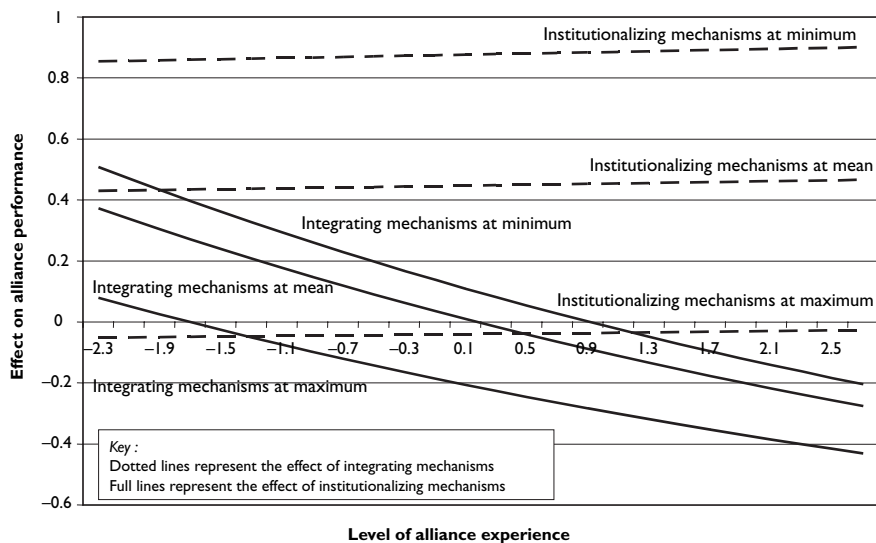 1
Institutionalizing mechanisms at minimum
0.8
0.6
Institutionalizing mechanisms at mean
0.4
Integrating mechanisms at minimum
0.2
Integrating mechanisms at mean
Institutionalizing mechanisms at maximum
0
–2.3 –1.9 –1.5 –1.1 –0.7 –0.3 0.1 0.5 0.9 1.3 1.7 2.1 2.5
–0.2
Integrating mechanisms at maximum
–0.4
–0.6
Key :
Dotted lines represent the effect of integrating mechanisms
Full lines represent the effect of institutionalizing mechanisms
Effect on alliance performance
Level of alliance experience